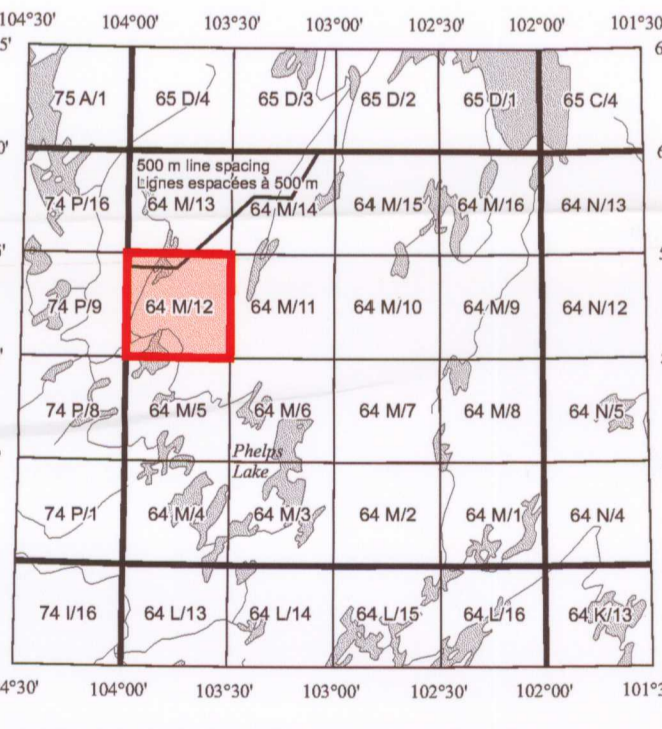 104°30' 104°00' 103°30' 103°00' 102°30' 102°00' 101°30'
75 A/1 65 D/4 65 D/3 65 D/2 65 D/1 65 C/4
500 m line spacing
Lignes espacées à 500 m
74 P/16 64 M/13 64 M/14 64 M/15 64 M/16 64 N/13
74 P/9 64 M/12 64 M/11 64 M/10 64 M/9 64 N/12
74 P/8 64 M/5 64 M/6 64 M/7 64 M/8 64 N/5
Phelps
Lake
74 P/1 64 M/4 64 M/3 64 M/2 64 M/1 64 N/4
74 I/16 64 L/13 64 L/14 64 L/15 64 L/16 64 K/13
4°30' 104°00' 103°30' 103°00' 102°30' 102°00' 101°3